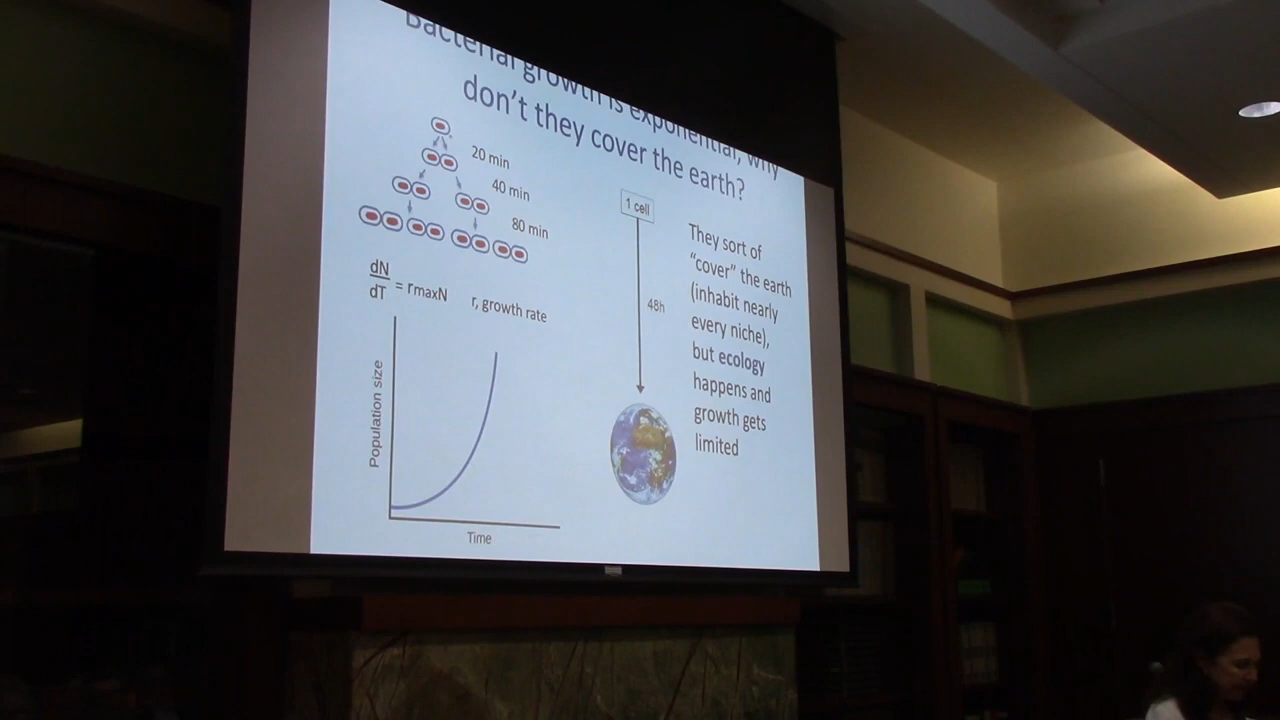 Bacterial growth is exponential, why
don't they cover the earth?
20 min
40 min
80 min
dN
dT
= rmaxN
r, growth rate
Population size
Time
1 cell
48h
They sort of
"cover" the earth
(inhabit nearly
every niche),
but ecology
happens and
growth gets
limited